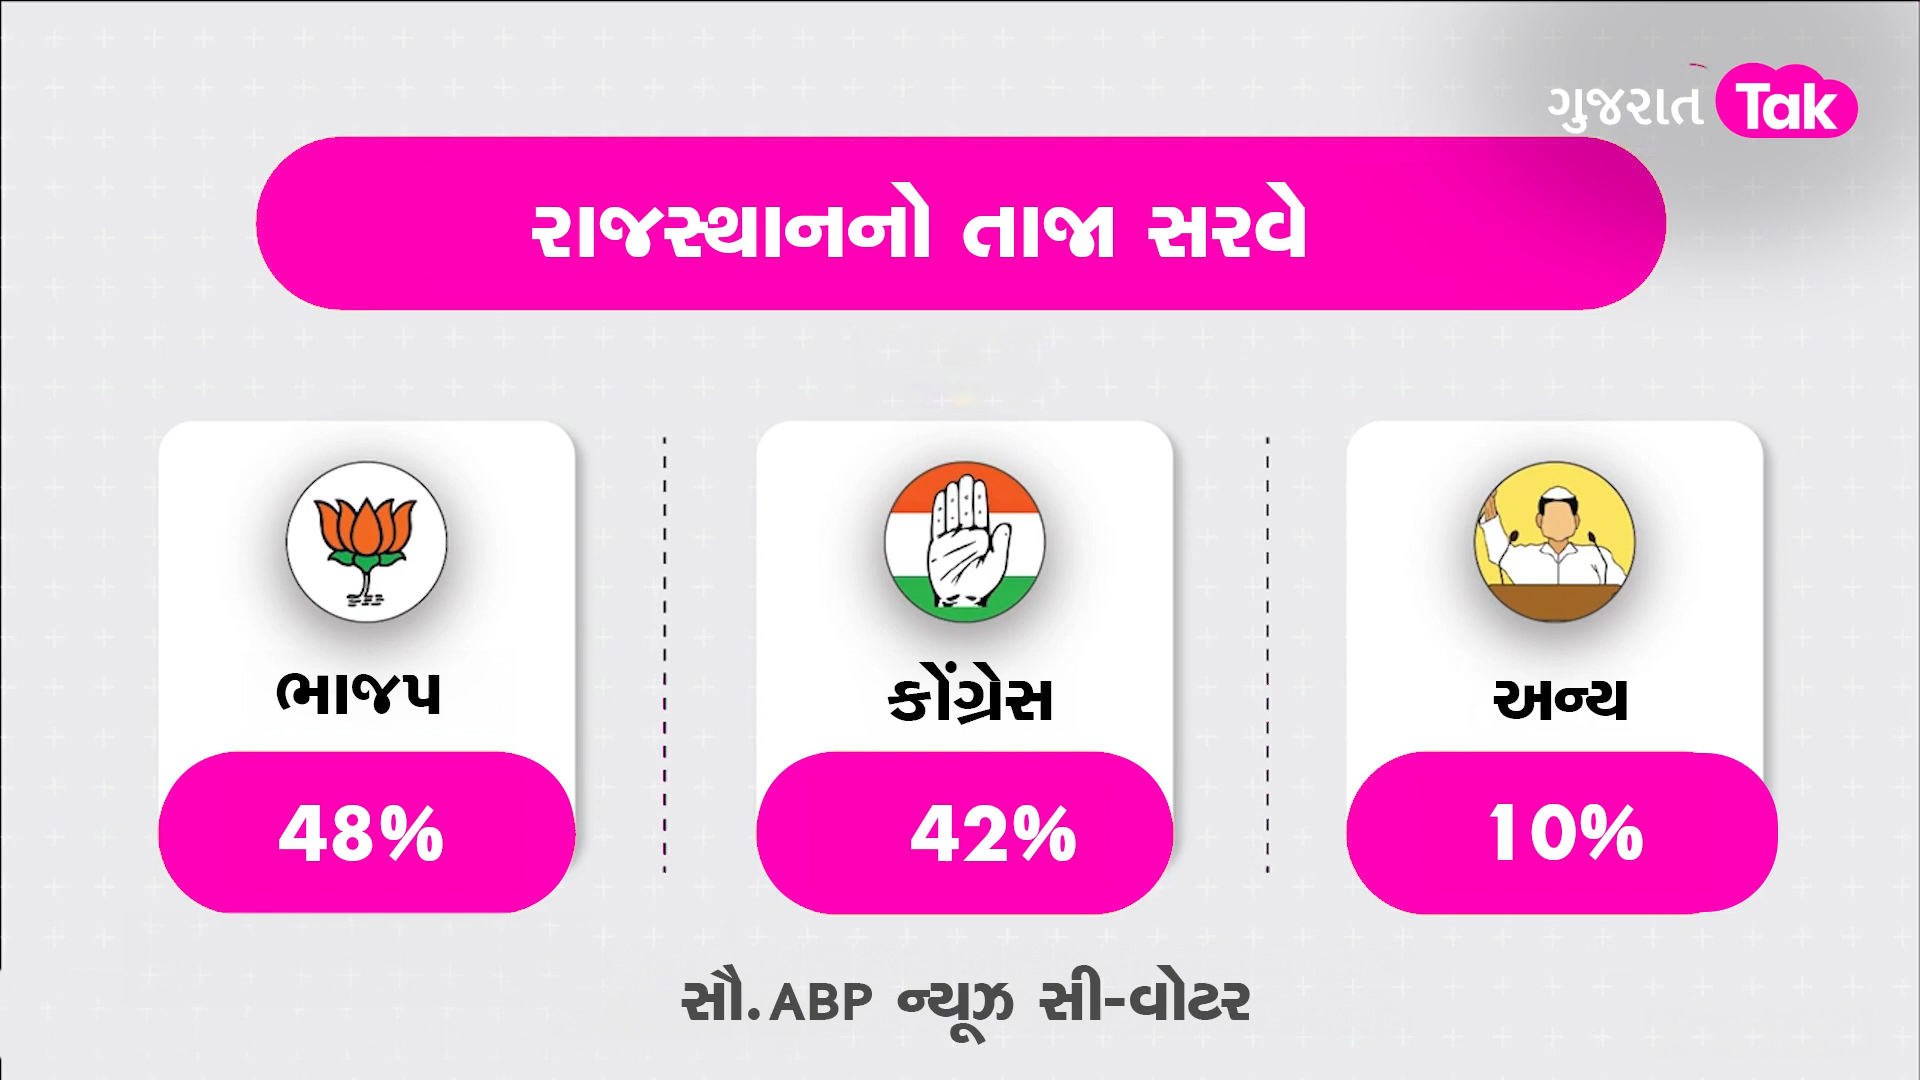 ગુજરાત Tak
રાજસ્થાનનો તાજા સરવે
ભાજપ
48%
કોંગ્રેસ
42%
અન્ય
10%
સૌ. ABP ન્યૂઝ સી-વોટર